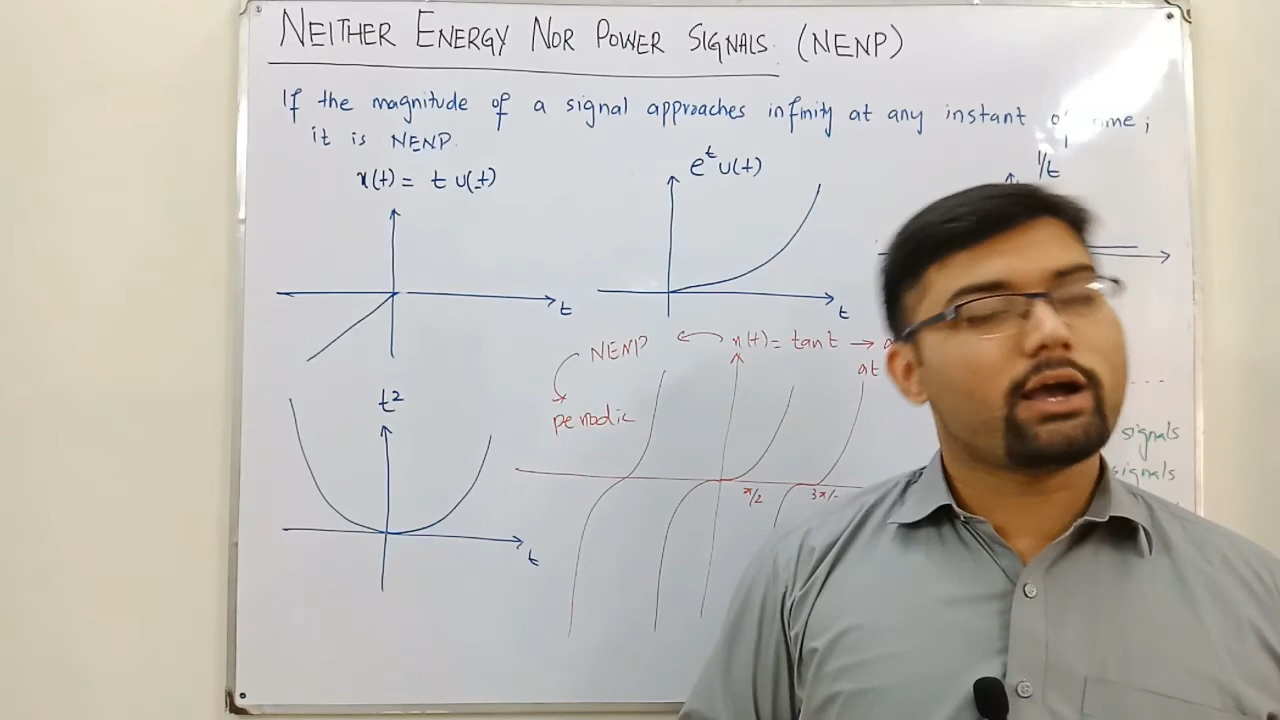 NEITHER ENERGY NOR POWER SIGNALS. (NENP)
If the magnitude of a signal approaches infinity at any instant
it is NENP.
x(t) = t u(-t)
e^t u(t)
1/t
t
t
NENP
x(t) = tan t →
at
periodic
t²
signals
signals
π/2
t